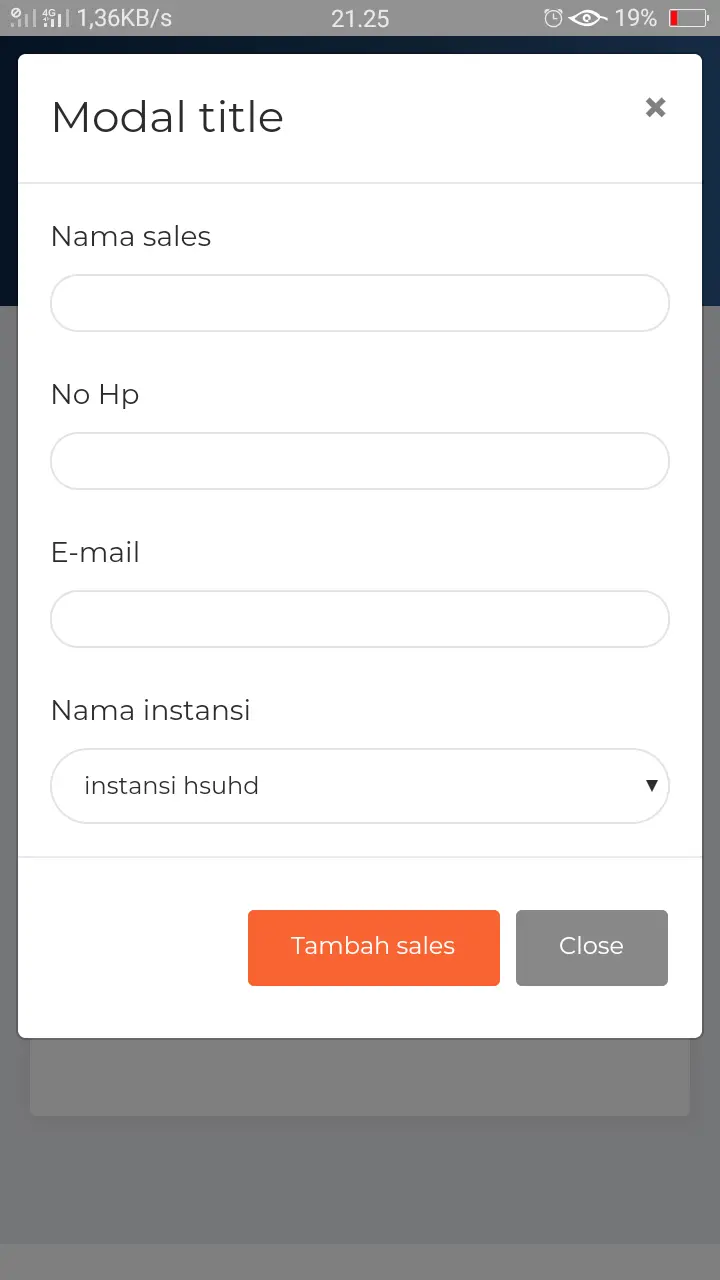 4G 1,36KB/s 21.25 19%
Modal title ×
Nama sales
No Hp
E-mail
Nama instansi
instansi hsuhd
Tambah sales Close